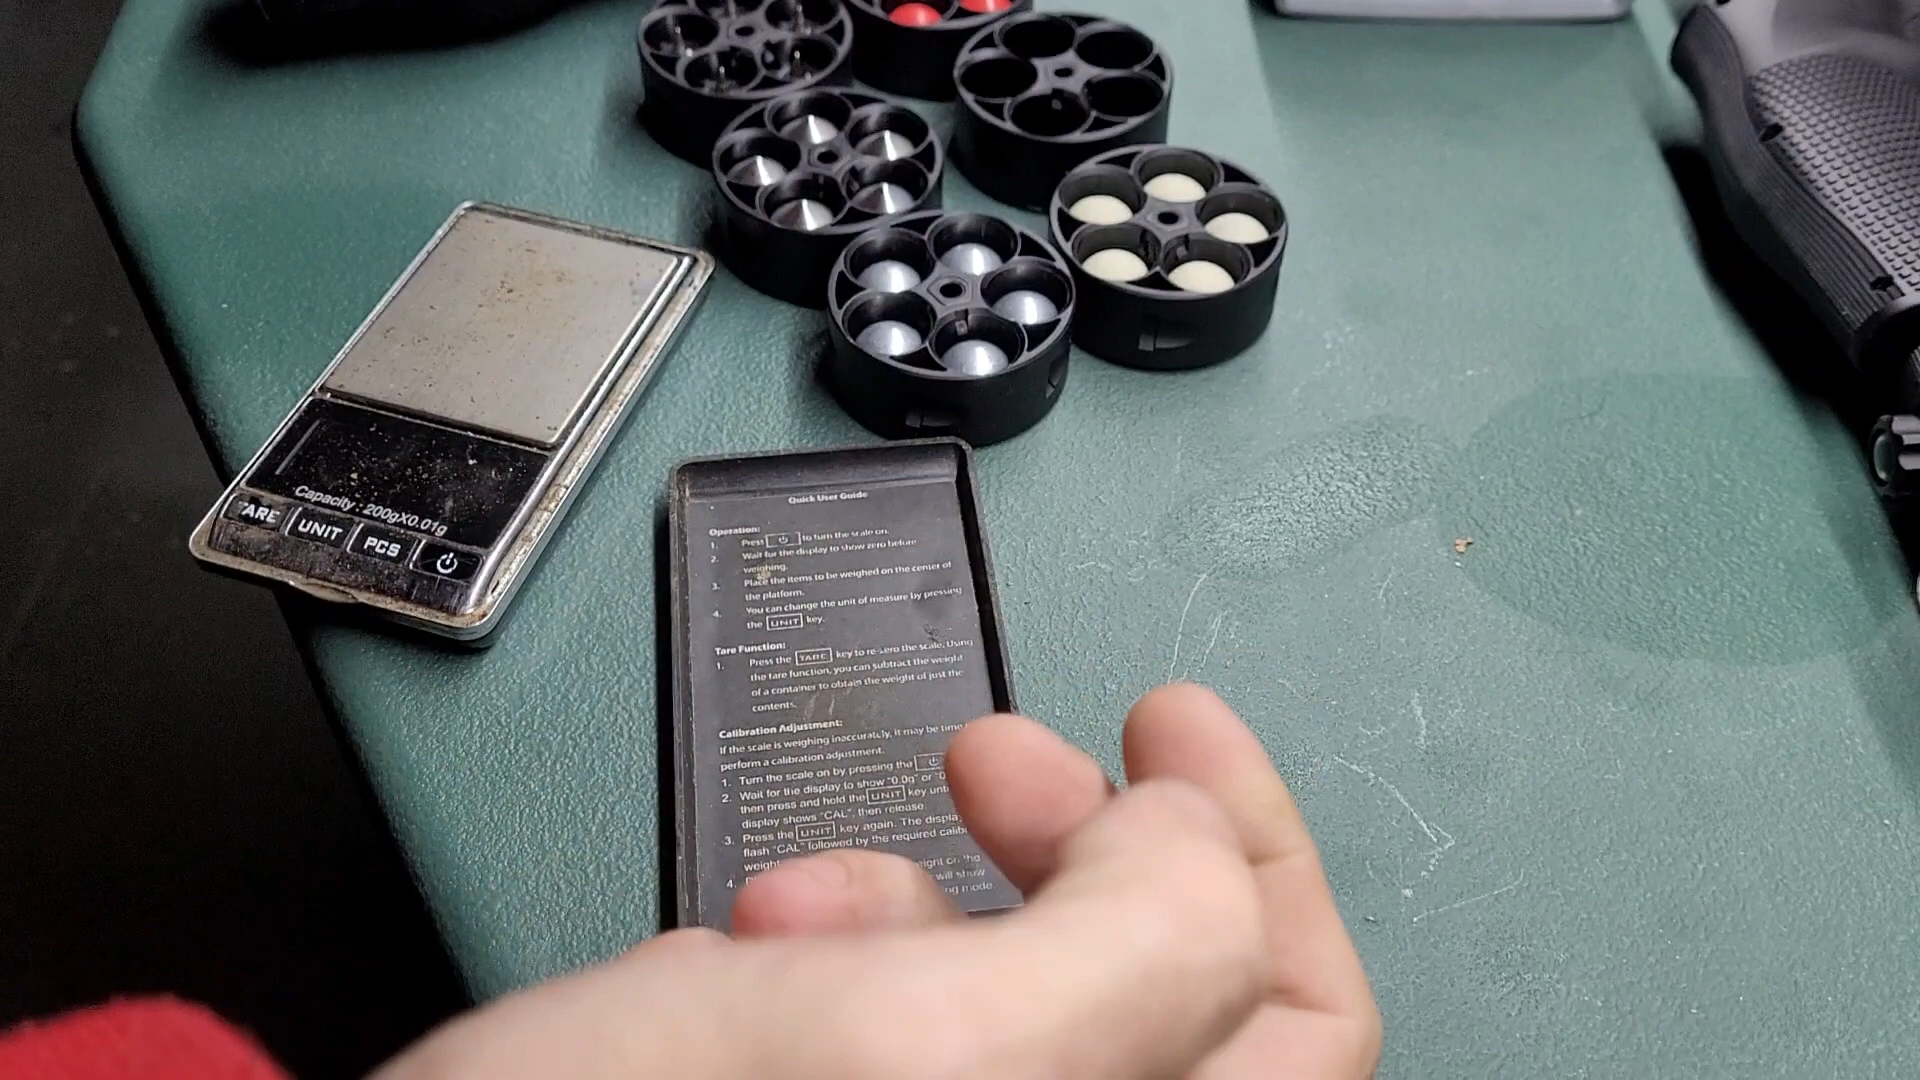 Capacity : 200gX0.01g
TARE
UNIT
PCS
Quick User Guide
Operation:
1. Press to turn the scale on.
2. Wait for the display to show zero before
weighing.
3. Place the items to be weighed on the center of
the platform.
4. You can change the unit of measure by pressing
the UNIT key.
Tare Function:
1. Press the TARE key to re-zero the scale. Using
the tare function, you can subtract the weight
of a container to obtain the weight of just the
contents.
Calibration Adjustment:
If the scale is weighing inaccurately, it may be time
perform a calibration adjustment.
1. Turn the scale on by pressing the
2. Wait for the display to show "0.0g" or
then press and hold the UNIT key
display shows "CAL", then release.
3. Press the UNIT key again. The
flash "CAL" followed by the required
4. on the
will show
mode